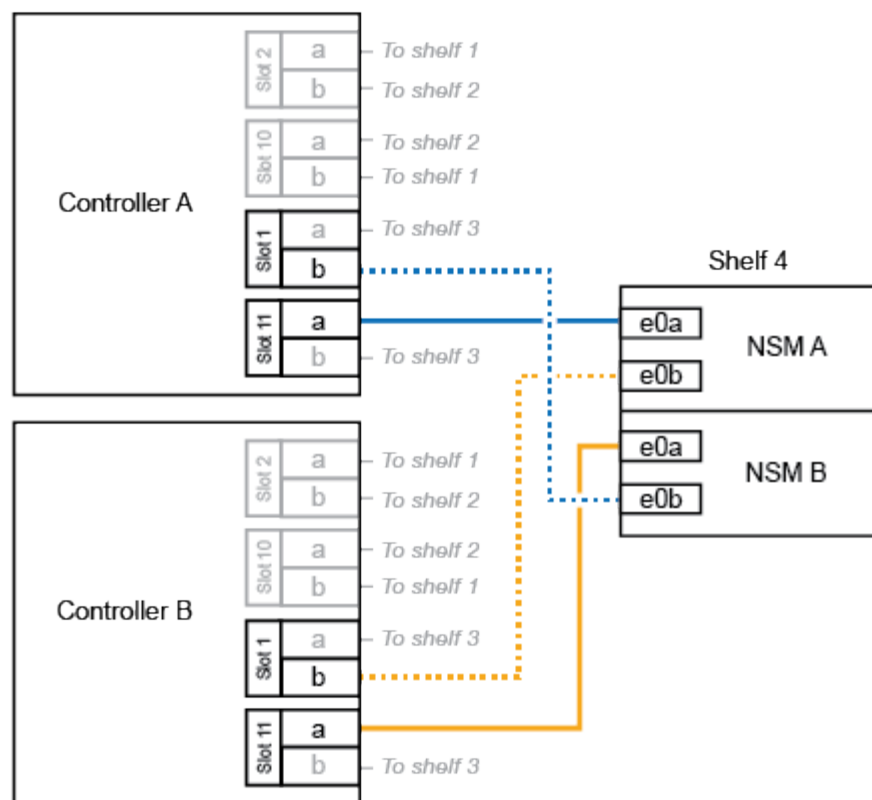 Slot 2
a To shelf 1
b To shelf 2
Slot 10
a To shelf 2
b To shelf 1
Controller A
Slot 1
a To shelf 3
b
Slot 11
a
b To shelf 3
Shelf 4
e0a
NSM A
e0b
e0a
NSM B
e0b
Slot 2
a To shelf 1
b To shelf 2
Slot 10
a To shelf 2
b To shelf 1
Controller B
Slot 1
a To shelf 3
b
Slot 11
a
b To shelf 3